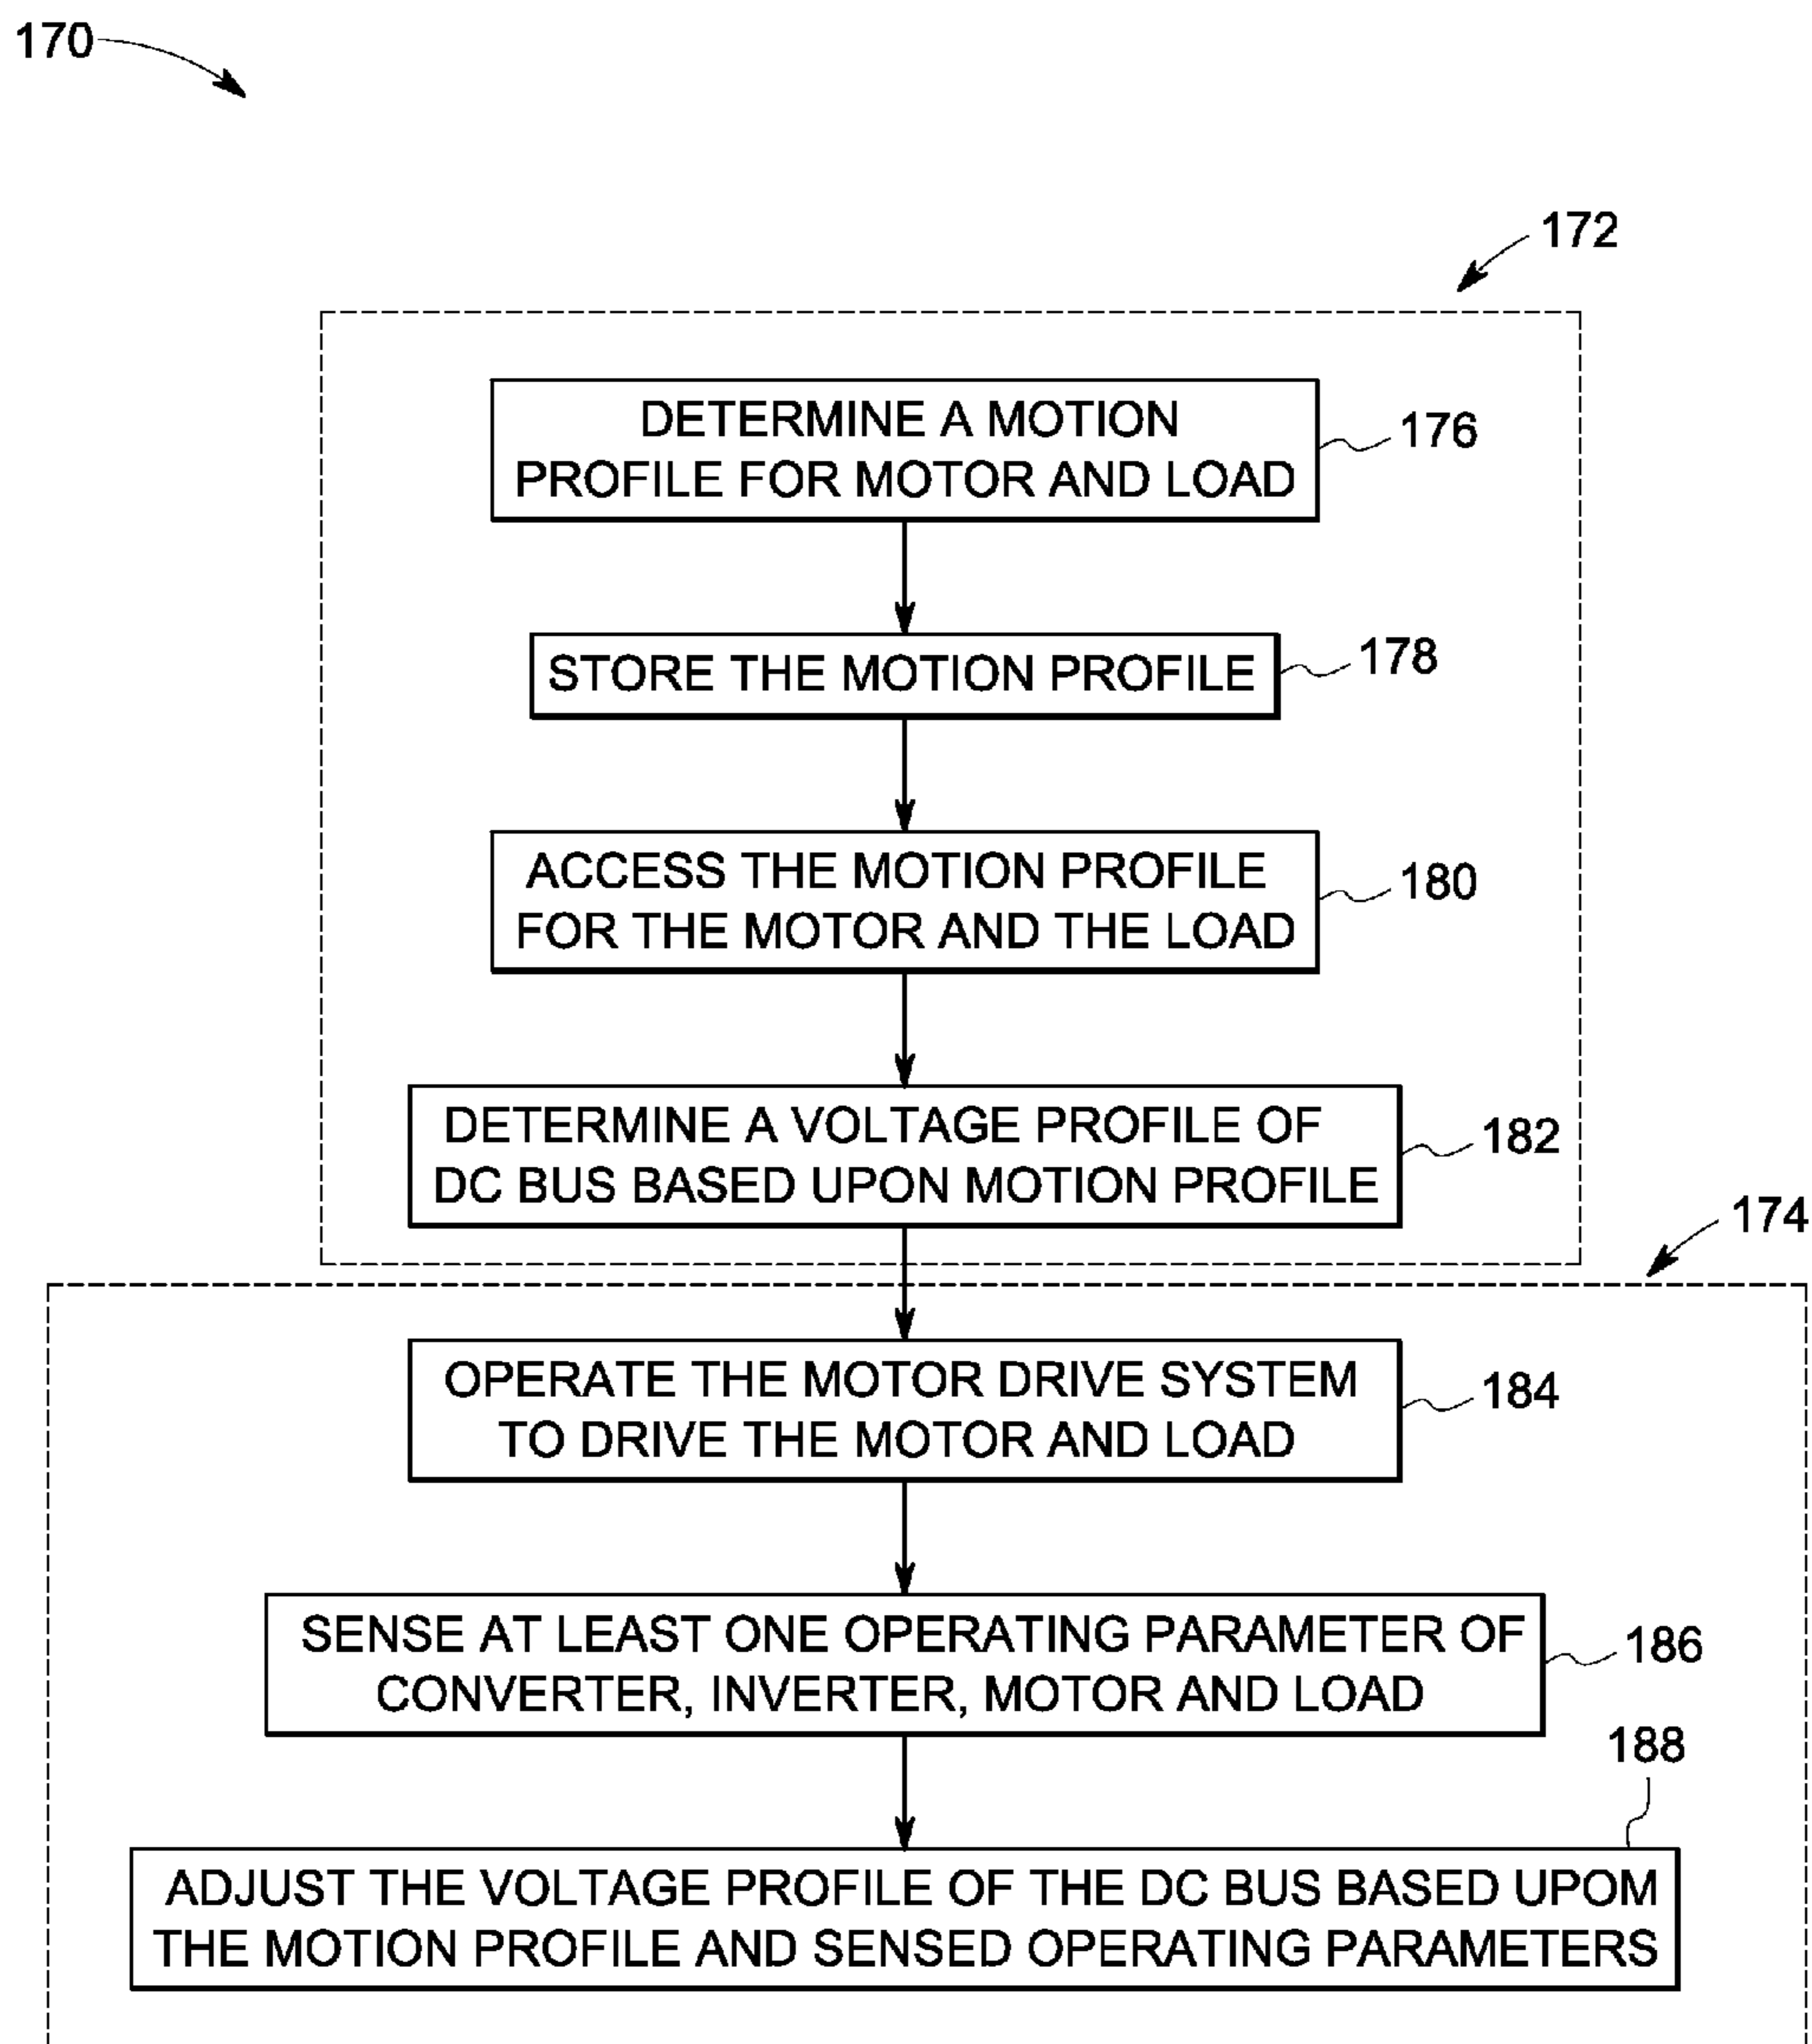 170
172
DETERMINE A MOTION
PROFILE FOR MOTOR AND LOAD
176
STORE THE MOTION PROFILE
178
ACCESS THE MOTION PROFILE
FOR THE MOTOR AND THE LOAD
180
DETERMINE A VOLTAGE PROFILE OF
DC BUS BASED UPON MOTION PROFILE
182
174
OPERATE THE MOTOR DRIVE SYSTEM
TO DRIVE THE MOTOR AND LOAD
184
SENSE AT LEAST ONE OPERATING PARAMETER OF
CONVERTER, INVERTER, MOTOR AND LOAD
186
188
ADJUST THE VOLTAGE PROFILE OF THE DC BUS BASED UPOM
THE MOTION PROFILE AND SENSED OPERATING PARAMETERS